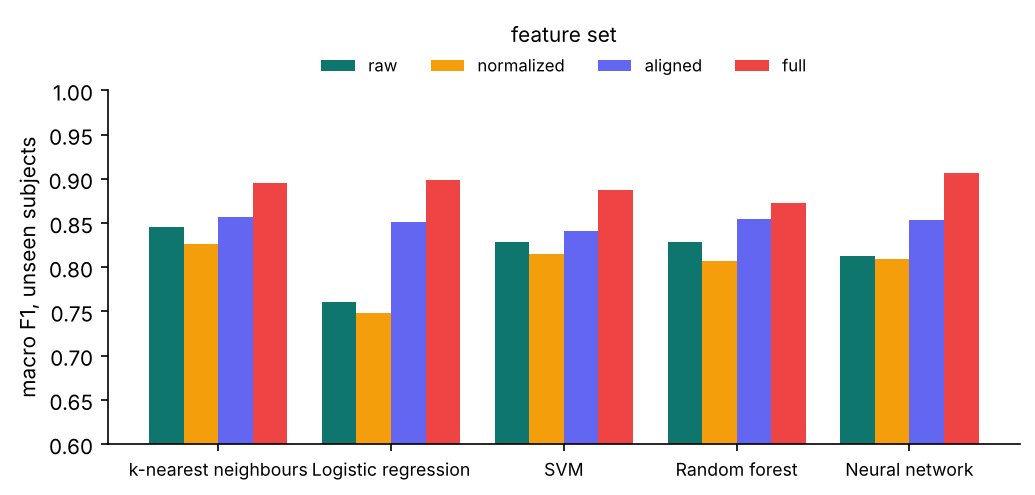 feature set
raw normalized aligned full
macro F1, unseen subjects
1.00
0.95
0.90
0.85
0.80
0.75
0.70
0.65
0.60
k-nearest neighbours Logistic regression SVM Random forest Neural network